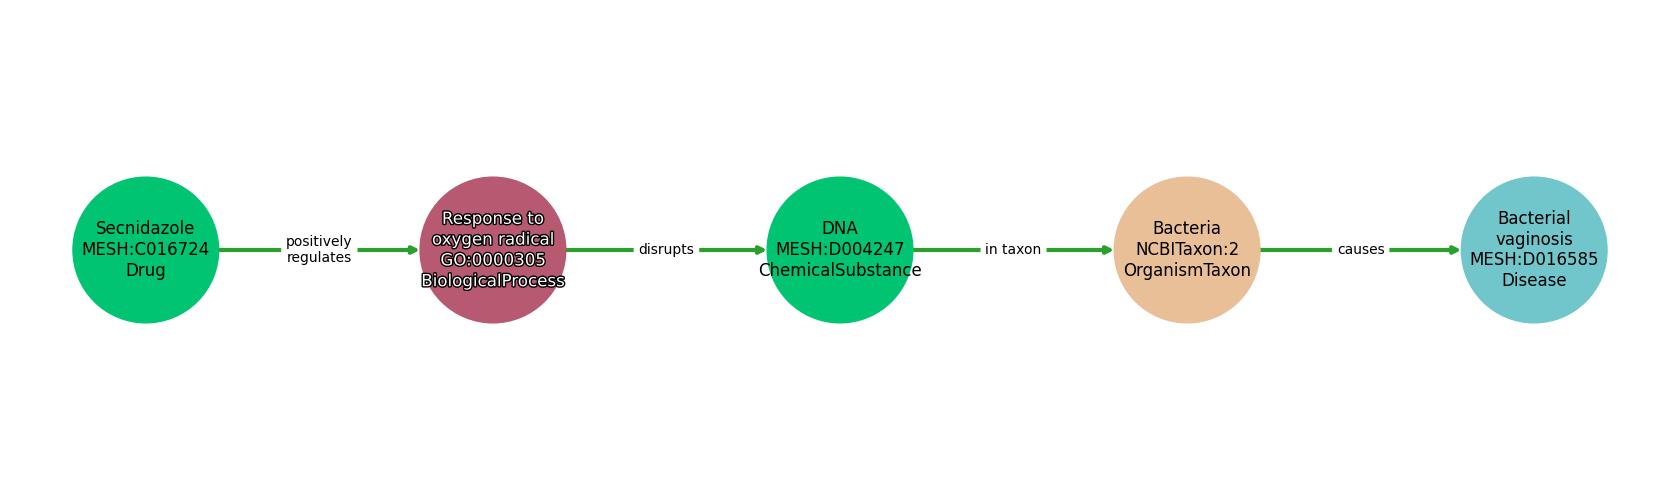 Secnidazole
MESH:C016724
Drug
positively
regulates
Response to
oxygen radical
GO:0000305
BiologicalProcess
disrupts
DNA
MESH:D004247
ChemicalSubstance
in taxon
Bacteria
NCBITaxon:2
OrganismTaxon
causes
Bacterial
vaginosis
MESH:D016585
Disease